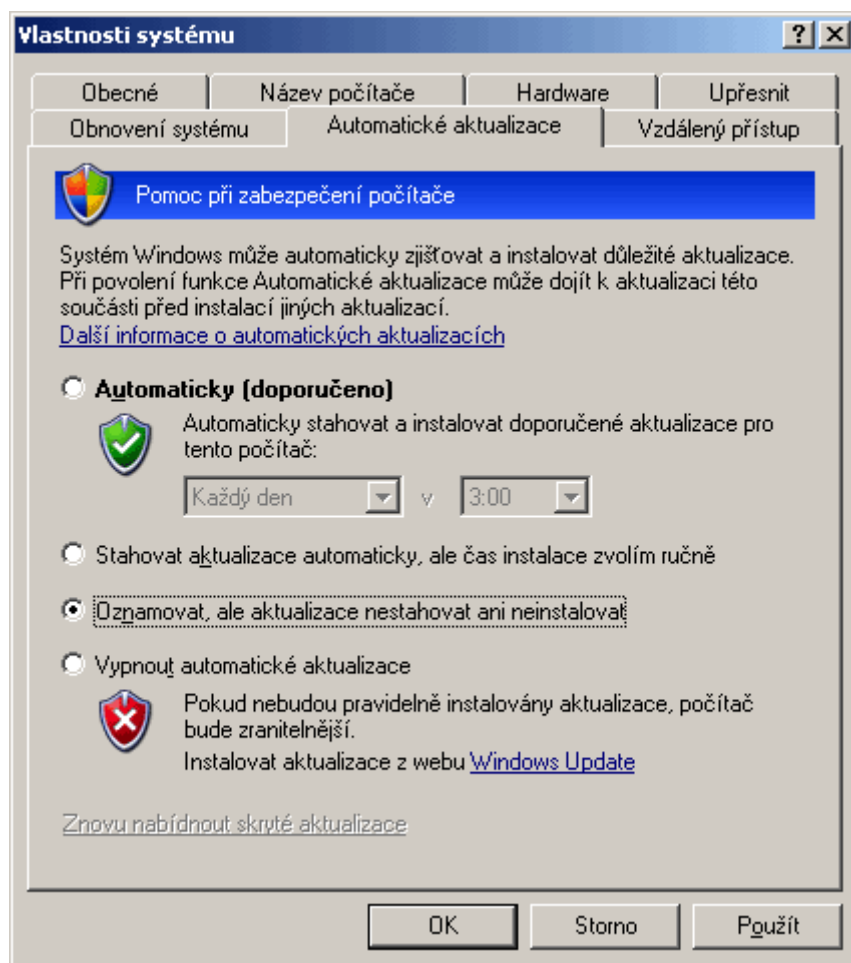 Vlastnosti systému
Obecné
Název počítače
Hardware
Upřesnit
Obnovení systému
Automatické aktualizace
Vzdálený přístup
Pomoc při zabezpečení počítače
Systém Windows může automaticky zjišťovat a instalovat důležité aktualizace.
Při povolení funkce Automatické aktualizace může dojít k aktualizaci této
součásti před instalací jiných aktualizací.
Další informace o automatických aktualizacích
Automaticky (doporučeno)
Automaticky stahovat a instalovat doporučené aktualizace pro
tento počítač:
Každý den v 3:00
Stahovat aktualizace automaticky, ale čas instalace zvolím ručně
Oznamovat, ale aktualizace nestahovat ani neinstalovat
Vypnout automatické aktualizace
Pokud nebudou pravidelně instalovány aktualizace, počítač
bude zranitelnější.
Instalovat aktualizace z webu Windows Update
Znovu nabídnout skryté aktualizace
OK
Storno
Použít